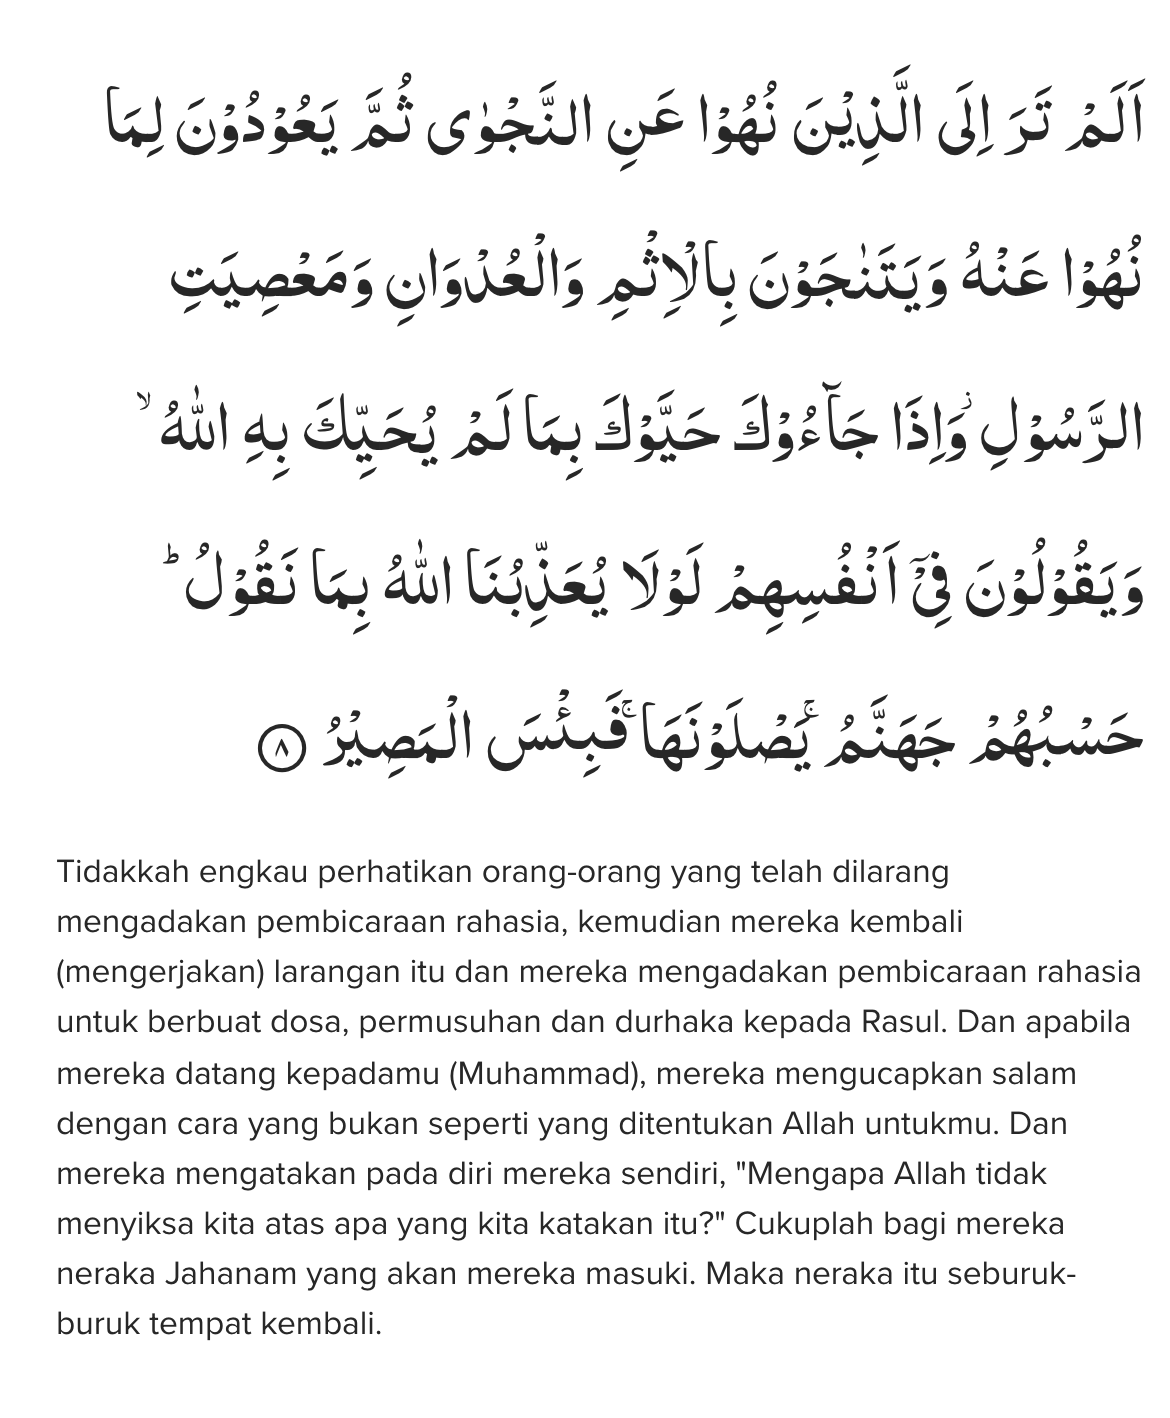 اَلَمْ تَرَ اِلَى الَّذِيْنَ نُهُوْا عَنِ النَّجْوٰى ثُمَّ يَعُوْدُوْنَ لِمَا
نُهُوْا عَنْهُ وَيَتَنٰجَوْنَ بِالْاِثْمِ وَالْعُدْوَانِ وَمَعْصِيَتِ
الرَّسُوْلِ ۖوَاِذَا جَاۤءُوْكَ حَيَّوْكَ بِمَا لَمْ يُحَيِّكَ بِهِ اللّٰهُ ۙ
وَيَقُوْلُوْنَ فِيْٓ اَنْفُسِهِمْ لَوْلَا يُعَذِّبُنَا اللّٰهُ بِمَا نَقُوْلُ ۗ
حَسْبُهُمْ جَهَنَّمُ ۚيَصْلَوْنَهَا ۚفَبِئْسَ الْمَصِيْرُ ٨
Tidakkah engkau perhatikan orang-orang yang telah dilarang
mengadakan pembicaraan rahasia, kemudian mereka kembali
(mengerjakan) larangan itu dan mereka mengadakan pembicaraan rahasia
untuk berbuat dosa, permusuhan dan durhaka kepada Rasul. Dan apabila
mereka datang kepadamu (Muhammad), mereka mengucapkan salam
dengan cara yang bukan seperti yang ditentukan Allah untukmu. Dan
mereka mengatakan pada diri mereka sendiri, "Mengapa Allah tidak
menyiksa kita atas apa yang kita katakan itu?" Cukuplah bagi mereka
neraka Jahanam yang akan mereka masuki. Maka neraka itu seburuk-
buruk tempat kembali.